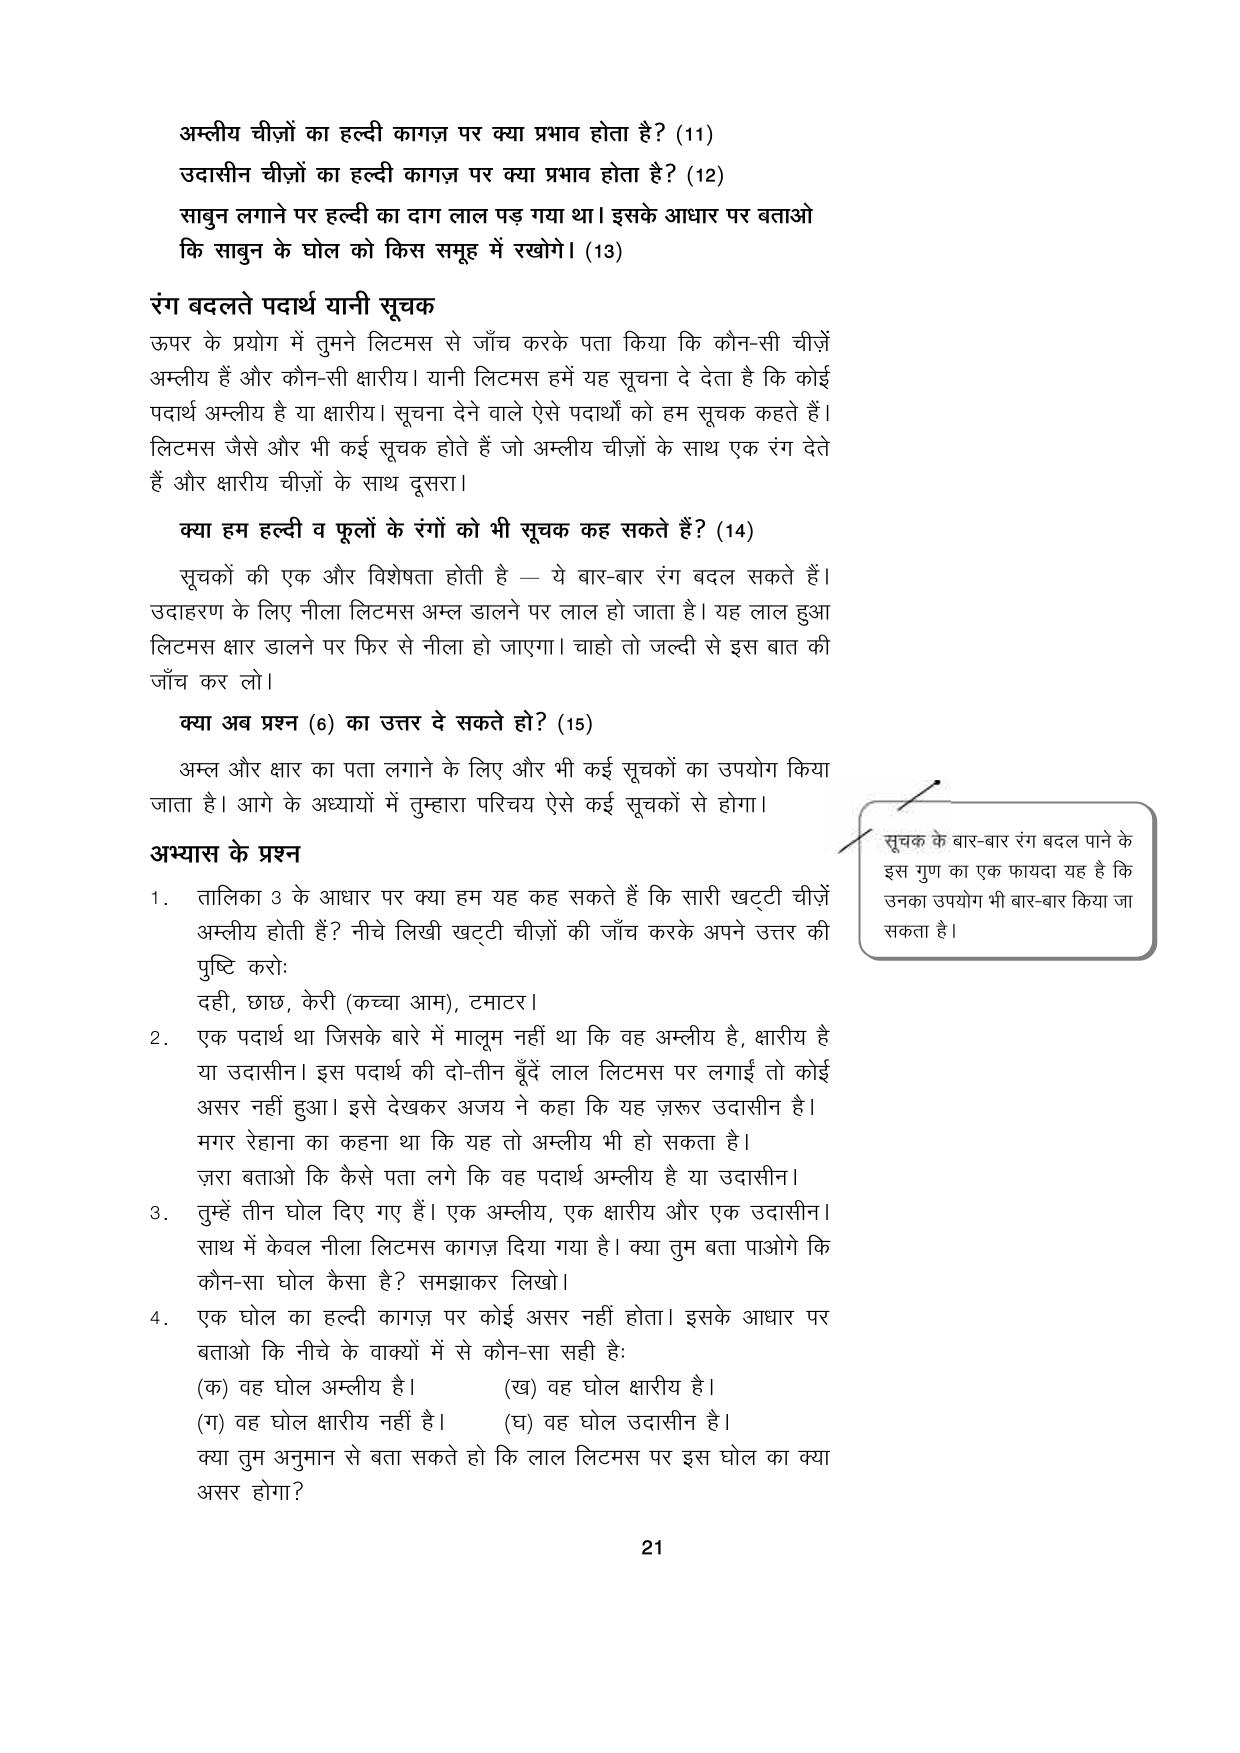 अम्लीय चीज़ों का हल्दी कागज़ पर क्या प्रभाव होता है? (11)
उदासीन चीज़ों का हल्दी कागज़ पर क्या प्रभाव होता है? (12)
साबुन लगाने पर हल्दी का दाग लाल पड़ गया था। इसके आधार पर बताओ
कि साबुन के घोल को किस समूह में रखोगे। (13)
रंग बदलते पदार्थ यानी सूचक
ऊपर के प्रयोग में तुमने लिटमस से जाँच करके पता किया कि कौन-सी चीज़ें
अम्लीय हैं और कौन-सी क्षारीय। यानी लिटमस हमें यह सूचना दे देता है कि कोई
पदार्थ अम्लीय है या क्षारीय। सूचना देने वाले ऐसे पदार्थों को हम सूचक कहते हैं।
लिटमस जैसे और भी कई सूचक होते हैं जो अम्लीय चीज़ों के साथ एक रंग देते
हैं और क्षारीय चीज़ों के साथ दूसरा।
क्या हम हल्दी व फूलों के रंगों को भी सूचक कह सकते हैं? (14)
सूचकों की एक और विशेषता होती है — ये बार-बार रंग बदल सकते हैं।
उदाहरण के लिए नीला लिटमस अम्ल डालने पर लाल हो जाता है। यह लाल हुआ
लिटमस क्षार डालने पर फिर से नीला हो जाएगा। चाहो तो जल्दी से इस बात की
जाँच कर लो।
क्या अब प्रश्न (6) का उत्तर दे सकते हो? (15)
अम्ल और क्षार का पता लगाने के लिए और भी कई सूचकों का उपयोग किया
जाता है। आगे के अध्यायों में तुम्हारा परिचय ऐसे कई सूचकों से होगा।
सूचक के बार-बार रंग बदल पाने के
इस गुण का एक फायदा यह है कि
उनका उपयोग भी बार-बार किया जा
सकता है।
अभ्यास के प्रश्न
1. तालिका 3 के आधार पर क्या हम यह कह सकते हैं कि सारी खट्टी चीज़ें
अम्लीय होती हैं? नीचे लिखी खट्टी चीज़ों की जाँच करके अपने उत्तर की
पुष्टि करोः
दही, छाछ, केरी (कच्चा आम), टमाटर।
2. एक पदार्थ था जिसके बारे में मालूम नहीं था कि वह अम्लीय है, क्षारीय है
या उदासीन। इस पदार्थ की दो-तीन बूँदें लाल लिटमस पर लगाईं तो कोई
असर नहीं हुआ। इसे देखकर अजय ने कहा कि यह ज़रूर उदासीन है।
मगर रेहाना का कहना था कि यह तो अम्लीय भी हो सकता है।
ज़रा बताओ कि कैसे पता लगे कि वह पदार्थ अम्लीय है या उदासीन।
3. तुम्हें तीन घोल दिए गए हैं। एक अम्लीय, एक क्षारीय और एक उदासीन।
साथ में केवल नीला लिटमस कागज़ दिया गया है। क्या तुम बता पाओगे कि
कौन-सा घोल कैसा है? समझाकर लिखो।
4. एक घोल का हल्दी कागज़ पर कोई असर नहीं होता। इसके आधार पर
बताओ कि नीचे के वाक्यों में से कौन-सा सही हैः
(क) वह घोल अम्लीय है। (ख) वह घोल क्षारीय है।
(ग) वह घोल क्षारीय नहीं है। (घ) वह घोल उदासीन है।
क्या तुम अनुमान से बता सकते हो कि लाल लिटमस पर इस घोल का क्या
असर होगा?
21